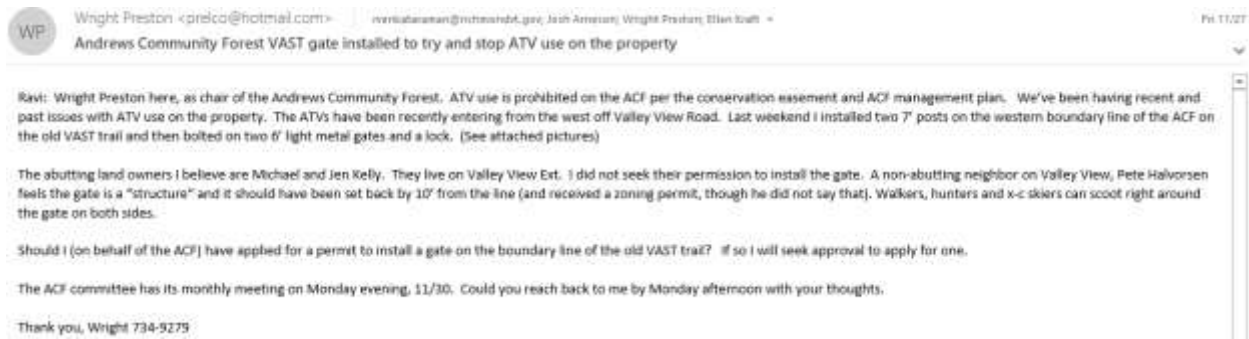 WP
Wright Preston <prelco@hotmail.com> rvenkataraman@richmondvt.gov; Josh Arneson; Wright Preston; Ellen Kraft Fri 11/27
Andrews Community Forest VAST gate installed to try and stop ATV use on the property
Ravi: Wright Preston here, as chair of the Andrews Community Forest. ATV use is prohibited on the ACF per the conservation easement and ACF management plan. We've been having recent and
past issues with ATV use on the property. The ATVs have been recently entering from the west off Valley View Road. Last weekend I installed two 7' posts on the western boundary line of the ACF on
the old VAST trail and then bolted on two 6' light metal gates and a lock. (See attached pictures)
The abutting land owners I believe are Michael and Jen Kelly. They live on Valley View Ext. I did not seek their permission to install the gate. A non-abutting neighbor on Valley View, Pete Halvorsen
feels the gate is a "structure" and it should have been set back by 10' from the line (and received a zoning permit, though he did not say that). Walkers, hunters and x-c skiers can scoot right around
the gate on both sides.
Should I (on behalf of the ACF) have applied for a permit to install a gate on the boundary line of the old VAST trail? If so I will seek approval to apply for one.
The ACF committee has its monthly meeting on Monday evening, 11/30. Could you reach back to me by Monday afternoon with your thoughts.
Thank you, Wright 734-9279